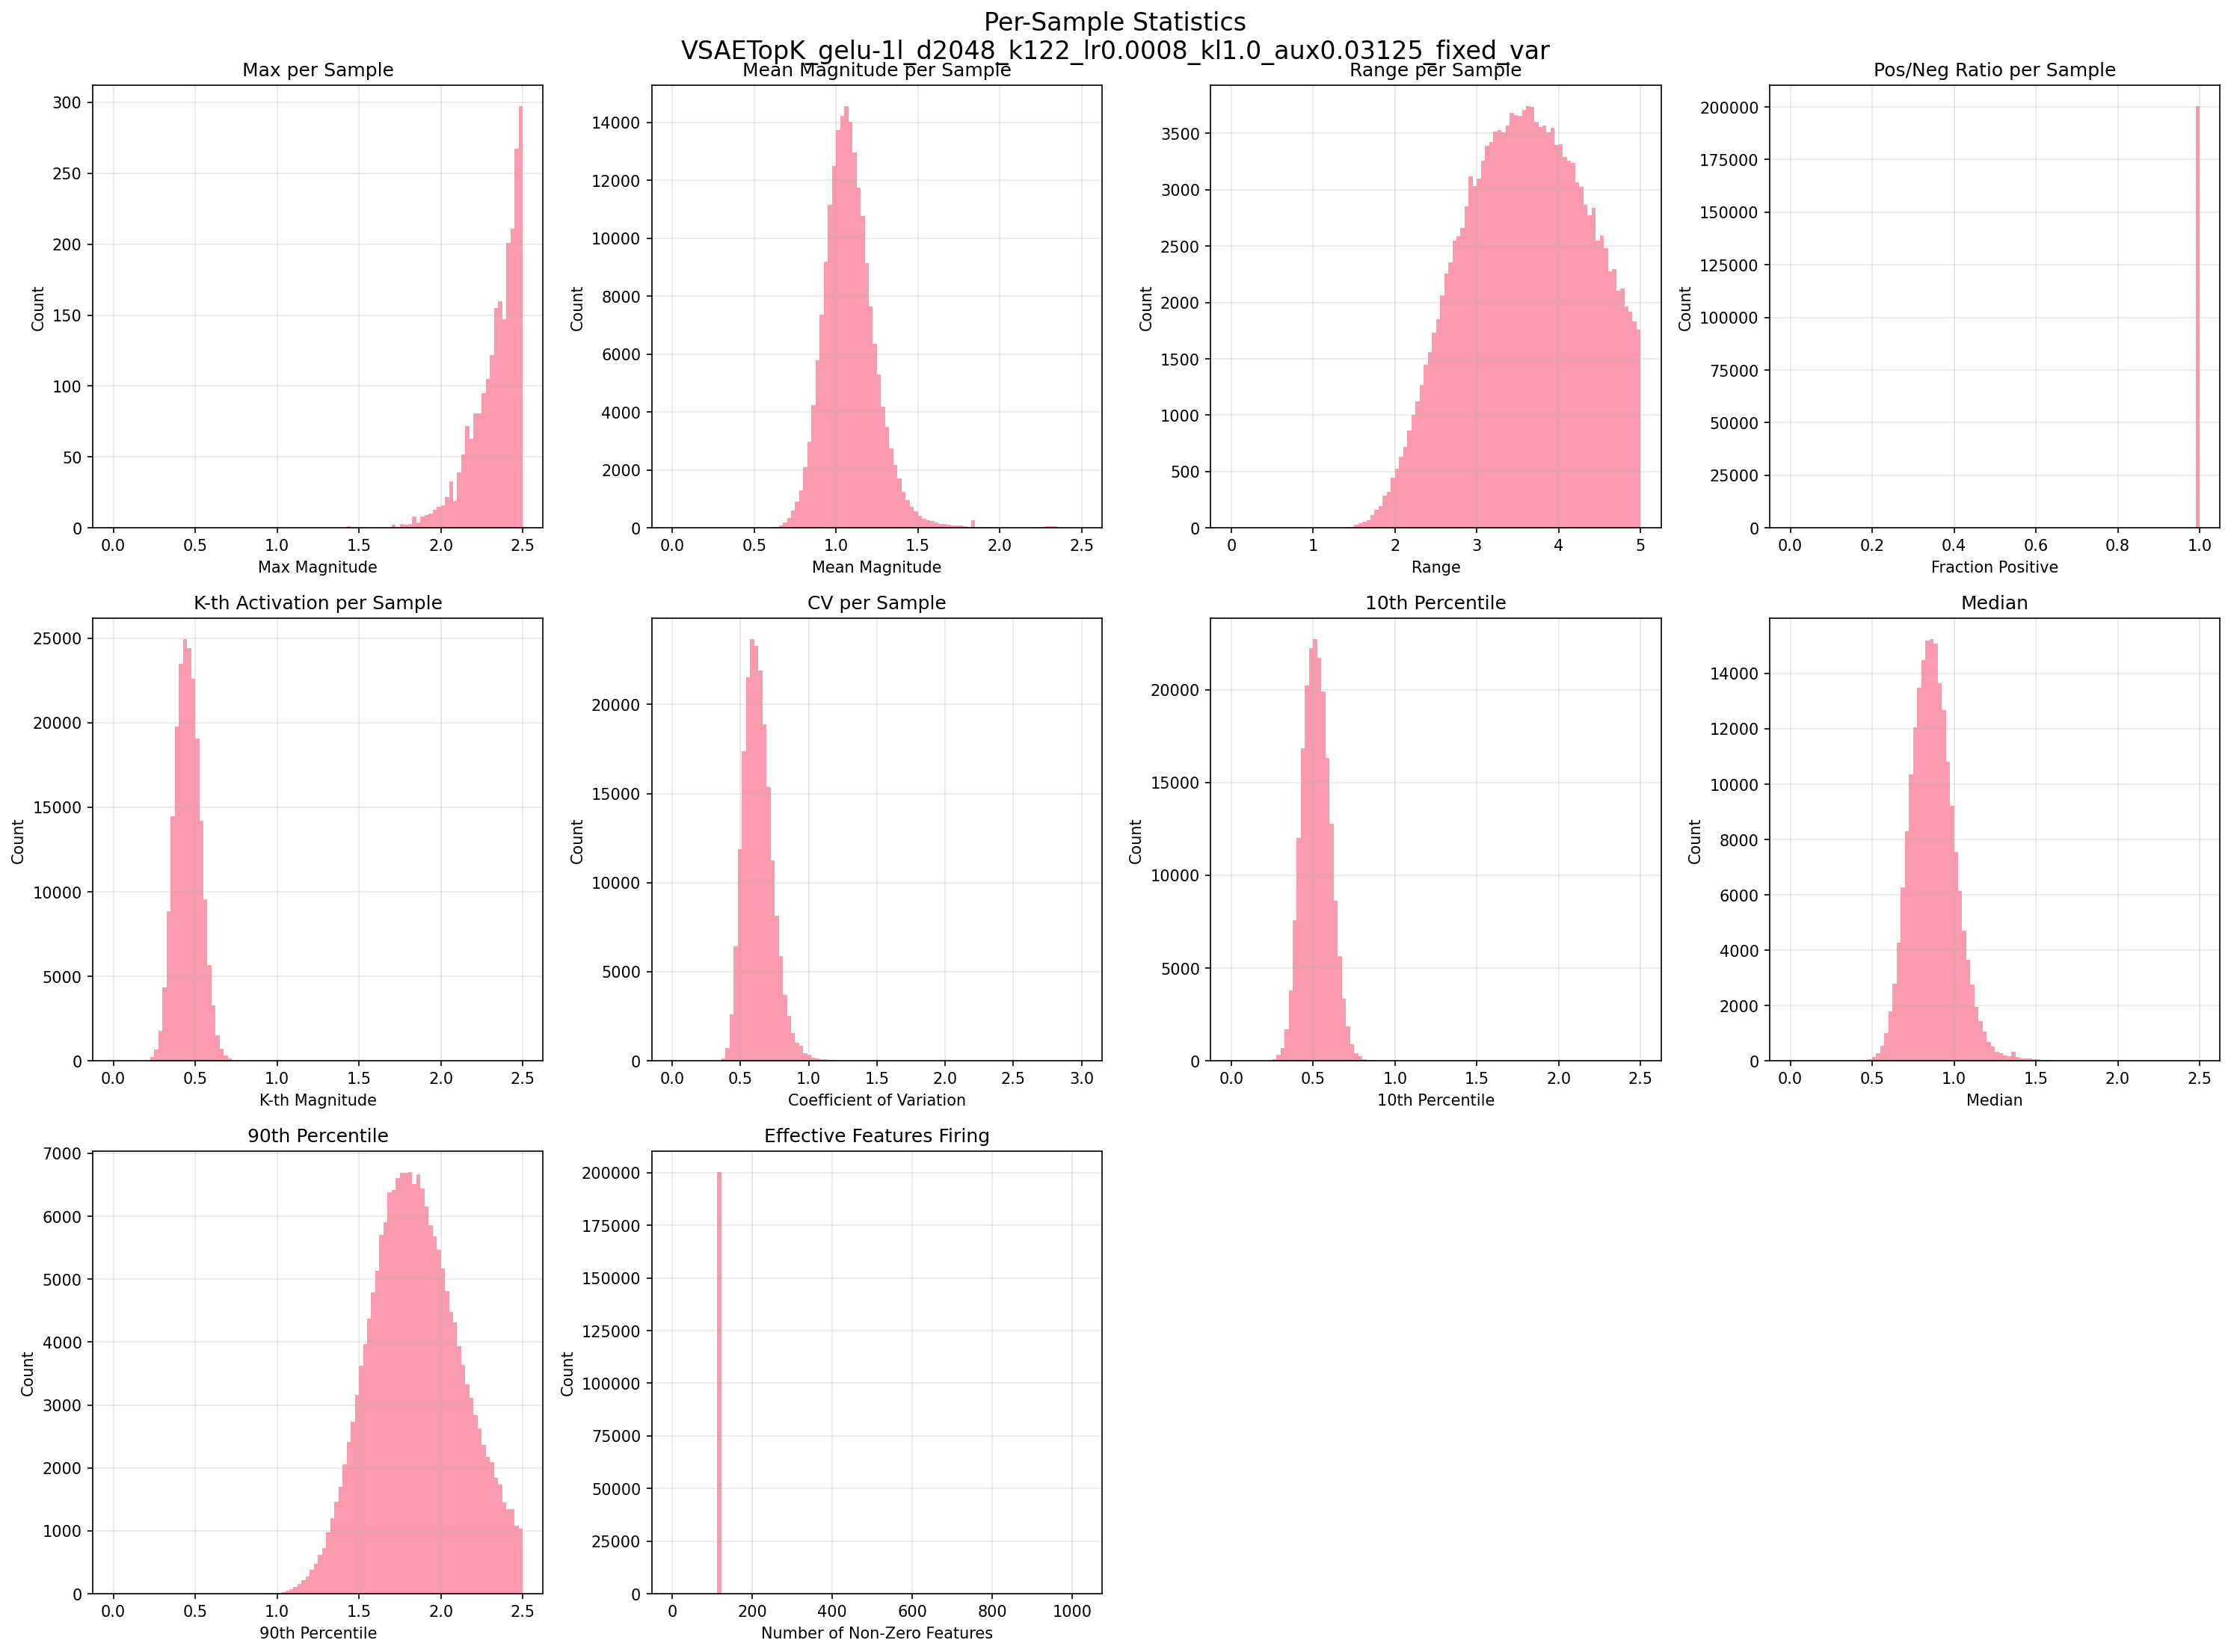 Per-Sample Statistics
VSAETopK_gelu-1l_d2048_k122_lr0.0008_kl1.0_aux0.03125_fixed_var
Max per Sample
Count
300
250
200
150
100
50
0
0.0 0.5 1.0 1.5 2.0 2.5
Max Magnitude
Mean Magnitude per Sample
Count
14000
12000
10000
8000
6000
4000
2000
0
0.0 0.5 1.0 1.5 2.0 2.5
Mean Magnitude
Range per Sample
Count
3500
3000
2500
2000
1500
1000
500
0
0 1 2 3 4 5
Range
Pos/Neg Ratio per Sample
Count
200000
175000
150000
125000
100000
75000
50000
25000
0
0.0 0.2 0.4 0.6 0.8 1.0
Fraction Positive
K-th Activation per Sample
Count
25000
20000
15000
10000
5000
0
0.0 0.5 1.0 1.5 2.0 2.5
K-th Magnitude
CV per Sample
Count
20000
15000
10000
5000
0
0.0 0.5 1.0 1.5 2.0 2.5 3.0
Coefficient of Variation
10th Percentile
Count
20000
15000
10000
5000
0
0.0 0.5 1.0 1.5 2.0 2.5
10th Percentile
Median
Count
14000
12000
10000
8000
6000
4000
2000
0
0.0 0.5 1.0 1.5 2.0 2.5
Median
90th Percentile
Count
7000
6000
5000
4000
3000
2000
1000
0
0.0 0.5 1.0 1.5 2.0 2.5
90th Percentile
Effective Features Firing
Count
200000
175000
150000
125000
100000
75000
50000
25000
0
0 200 400 600 800 1000
Number of Non-Zero Features